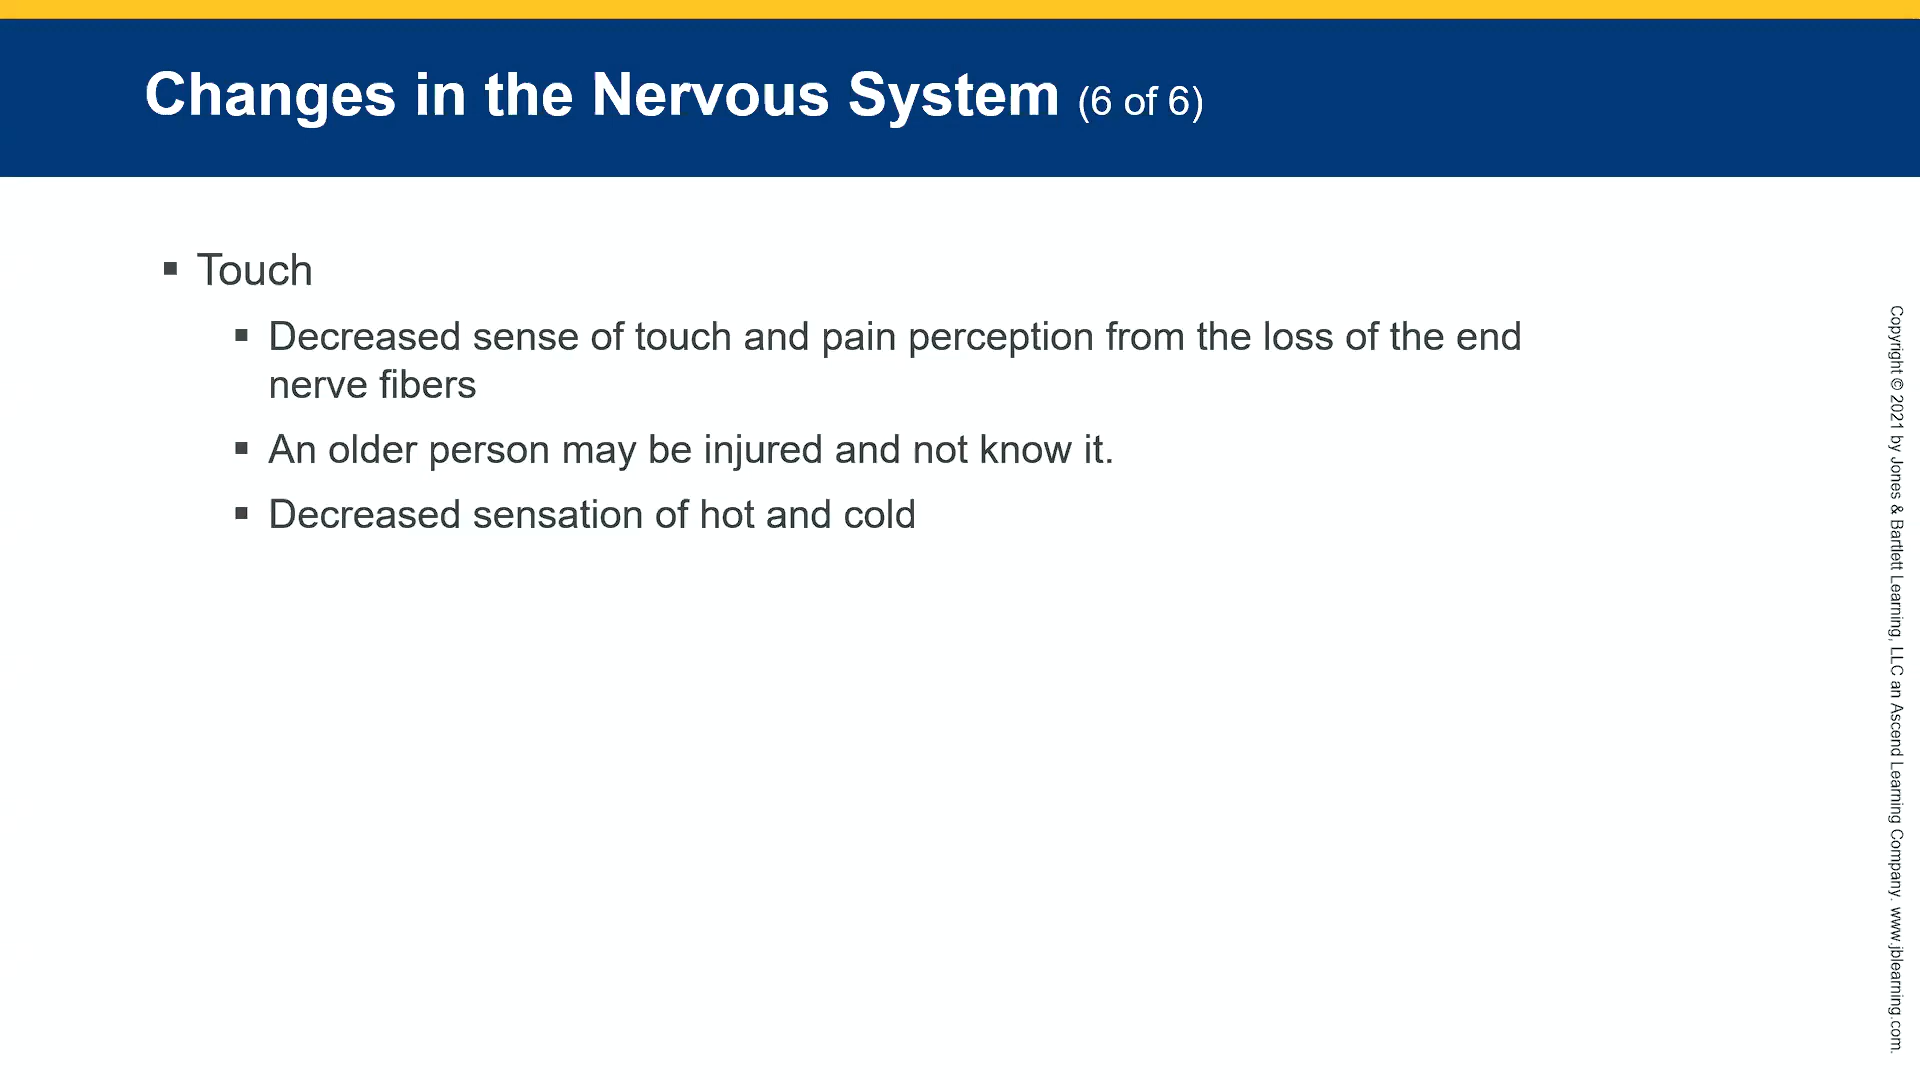 Changes in the Nervous System (6 of 6)
▪ Touch
▪ Decreased sense of touch and pain perception from the loss of the end
nerve fibers
▪ An older person may be injured and not know it.
▪ Decreased sensation of hot and cold
Copyright © 2021 by Jones & Bartlett Learning, LLC an Ascend Learning Company. www.jblearning.com.